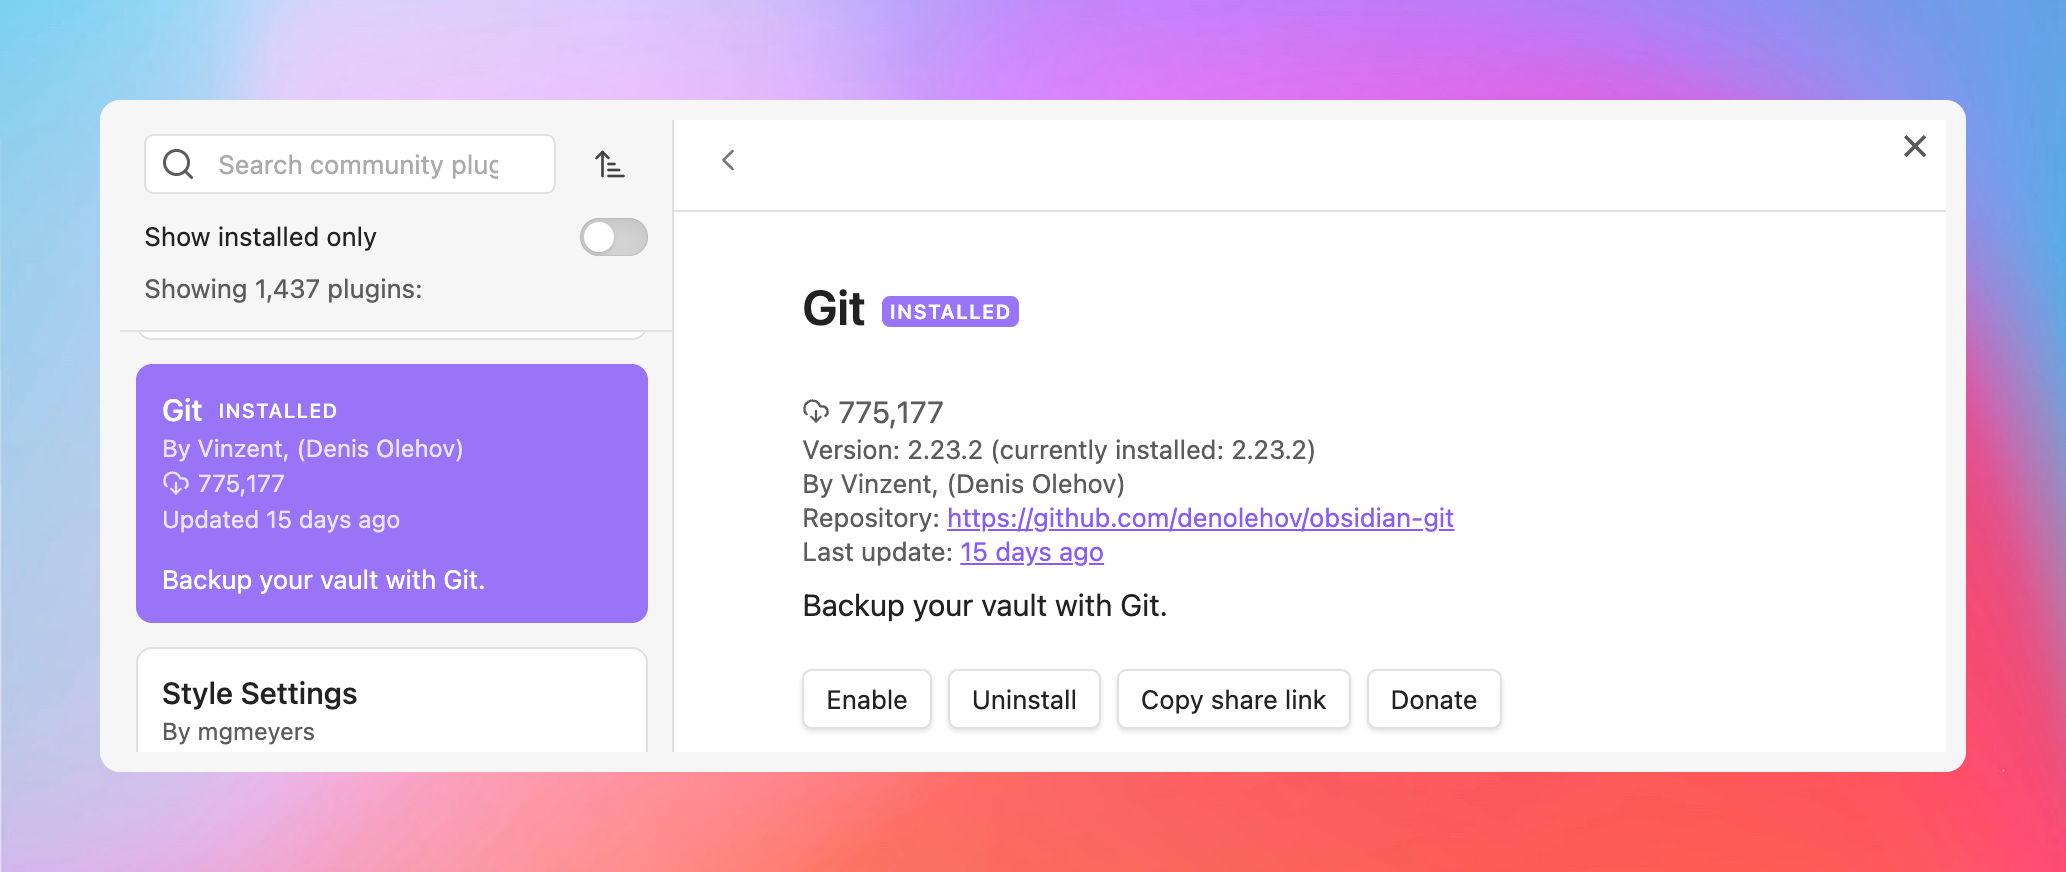 Search community plug
Show installed only
Showing 1,437 plugins:
Git INSTALLED
By Vinzent, (Denis Olehov)
775,177
Updated 15 days ago
Backup your vault with Git.
Style Settings
By mgmeyers
Git INSTALLED
775,177
Version: 2.23.2 (currently installed: 2.23.2)
By Vinzent, (Denis Olehov)
Repository: https://github.com/denolehov/obsidian-git
Last update: 15 days ago
Backup your vault with Git.
Enable
Uninstall
Copy share link
Donate